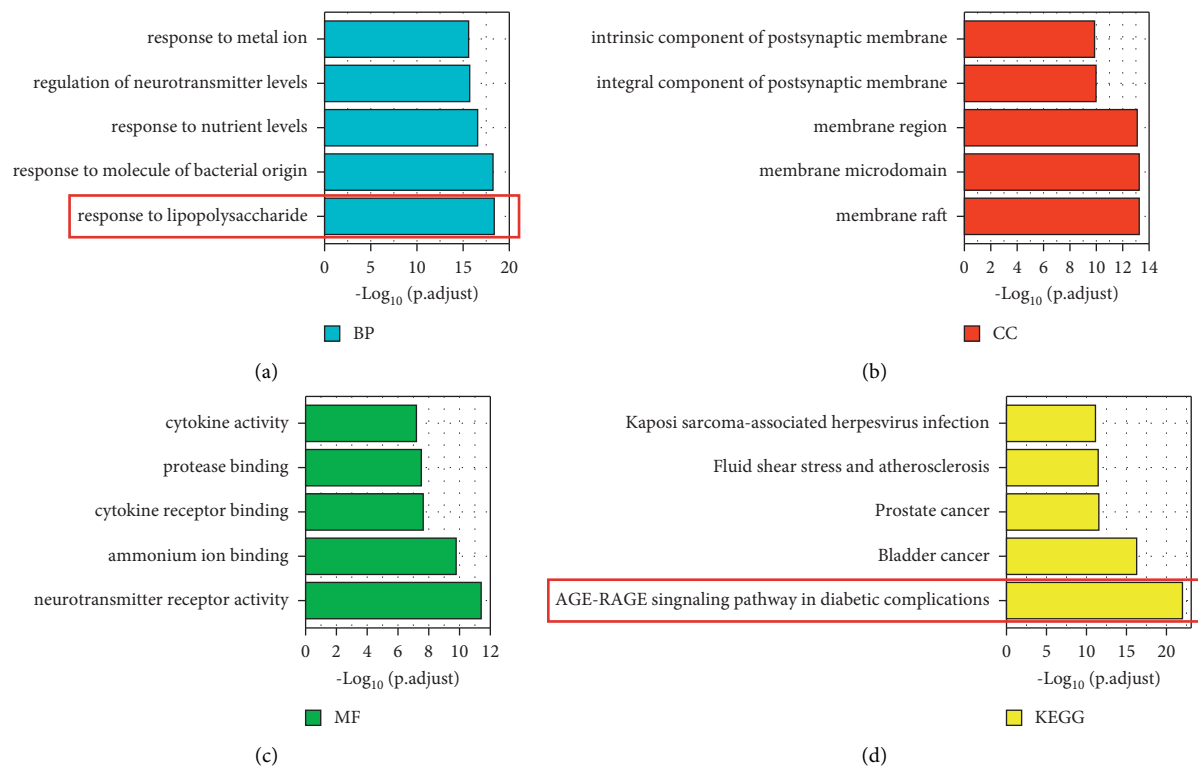 response to metal ion
regulation of neurotransmitter levels
response to nutrient levels
response to molecule of bacterial origin
response to lipopolysaccharide
0 5 10 15 20
-Log10 (p.adjust)
BP
(a)
intrinsic component of postsynaptic membrane
integral component of postsynaptic membrane
membrane region
membrane microdomain
membrane raft
0 2 4 6 8 10 12 14
-Log10 (p.adjust)
CC
(b)
cytokine activity
protease binding
cytokine receptor binding
ammonium ion binding
neurotransmitter receptor activity
0 2 4 6 8 10 12
-Log10 (p.adjust)
MF
(c)
Kaposi sarcoma-associated herpesvirus infection
Fluid shear stress and atherosclerosis
Prostate cancer
Bladder cancer
AGE-RAGE singnaling pathway in diabetic complications
0 5 10 15 20
-Log10 (p.adjust)
KEGG
(d)